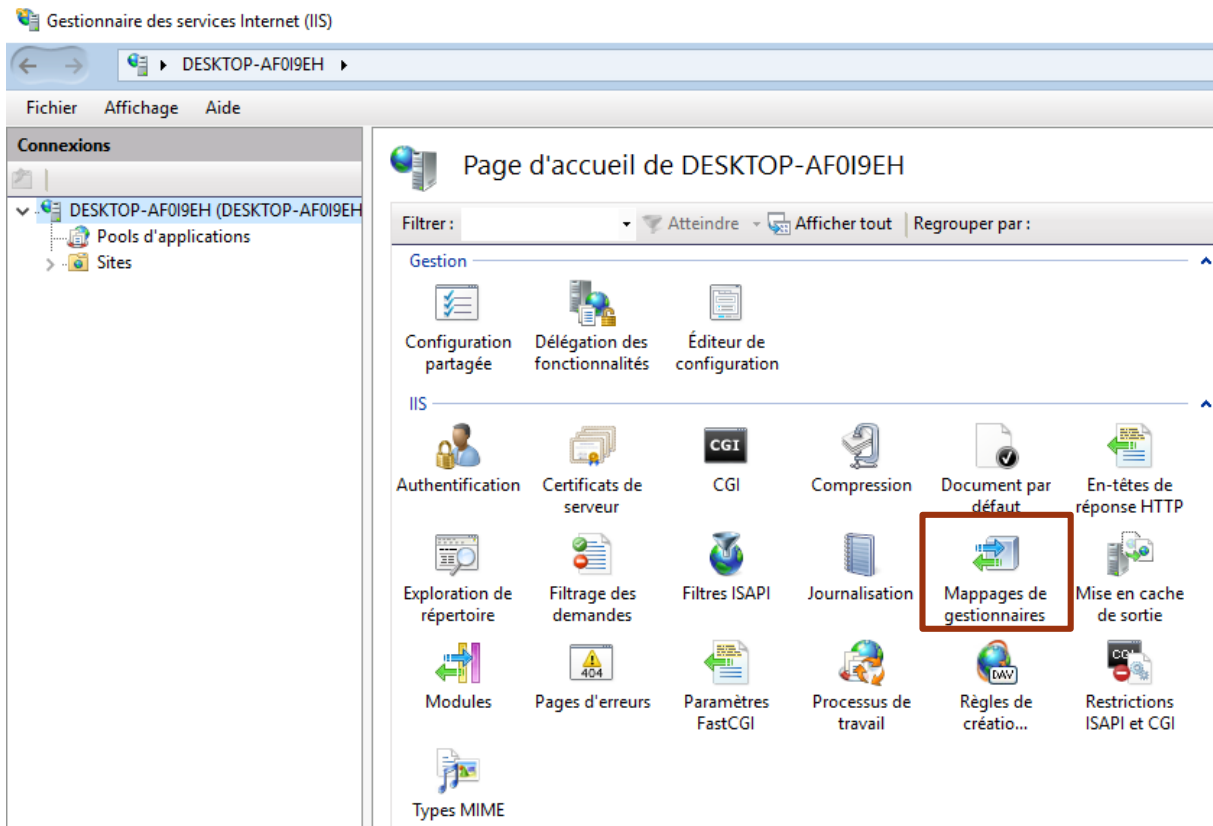 Gestionnaire des services Internet (IIS)
DESKTOP-AF0I9EH
Fichier Affichage Aide
Connexions
DESKTOP-AF0I9EH (DESKTOP-AF0I9EH
Pools d'applications
Sites
Page d'accueil de DESKTOP-AF0I9EH
Filtrer : Atteindre Afficher tout Regrouper par :
Gestion
Configuration partagée
Délégation des fonctionnalités
Éditeur de configuration
IIS
Authentification
Certificats de serveur
CGI
CGI
Compression
Document par défaut
En-têtes de réponse HTTP
Exploration de répertoire
Filtrage des demandes
Filtres ISAPI
Journalisation
Mappages de gestionnaires
Mise en cache de sortie
Modules
404
Pages d'erreurs
Paramètres FastCGI
Processus de travail
DAV
Règles de créatio...
Restrictions ISAPI et CGI
Types MIME